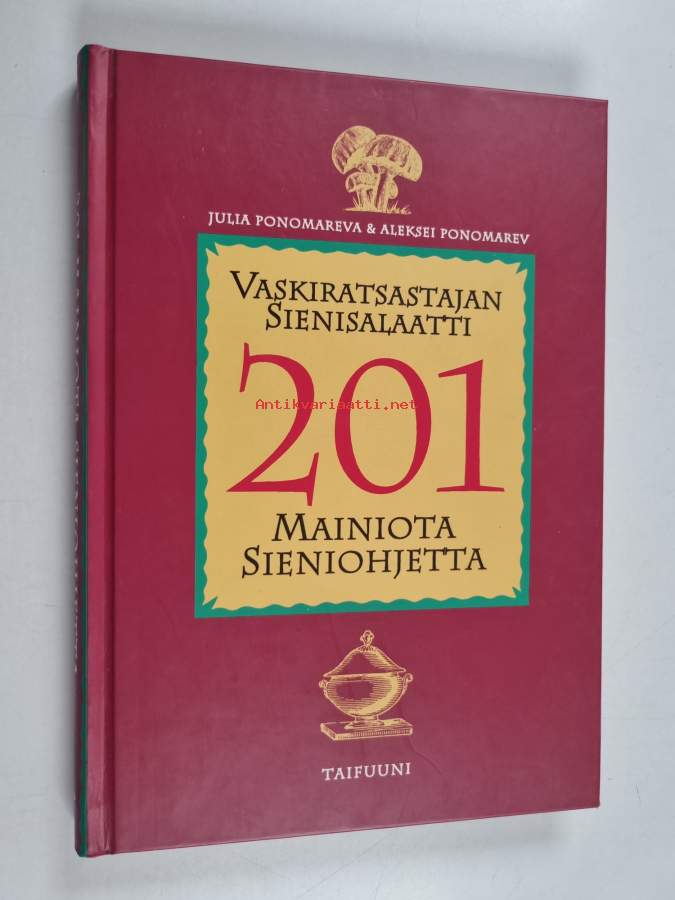 JULIA PONOMAREVA & ALEKSEI PONOMAREV
VASKIRATSASTAJAN
SIENISALAATTI
201
Antikvariaatti.net
MAINIOTA
SIENIOHJETTA
TAIFUUNI